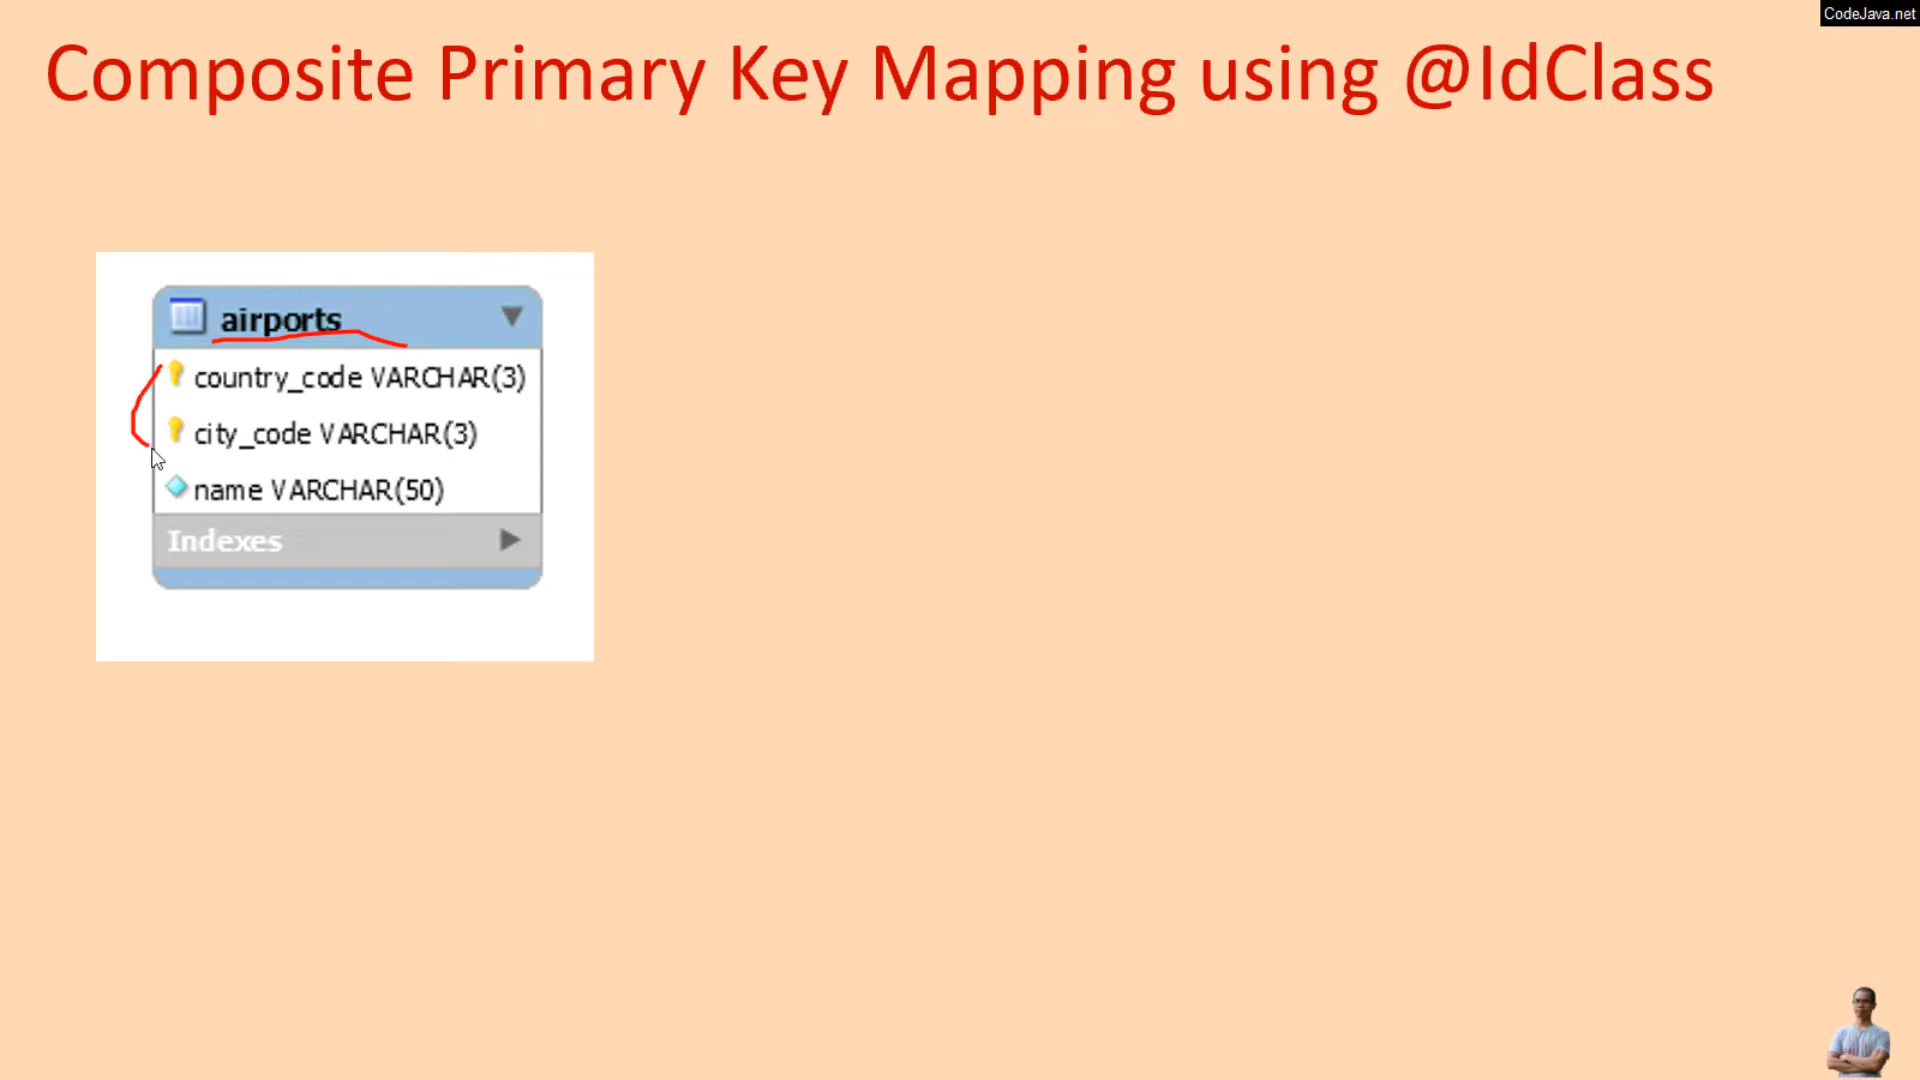 CodeJava.net
Composite Primary Key Mapping using @IdClass
airports
country_code VARCHAR(3)
city_code VARCHAR(3)
name VARCHAR(50)
Indexes